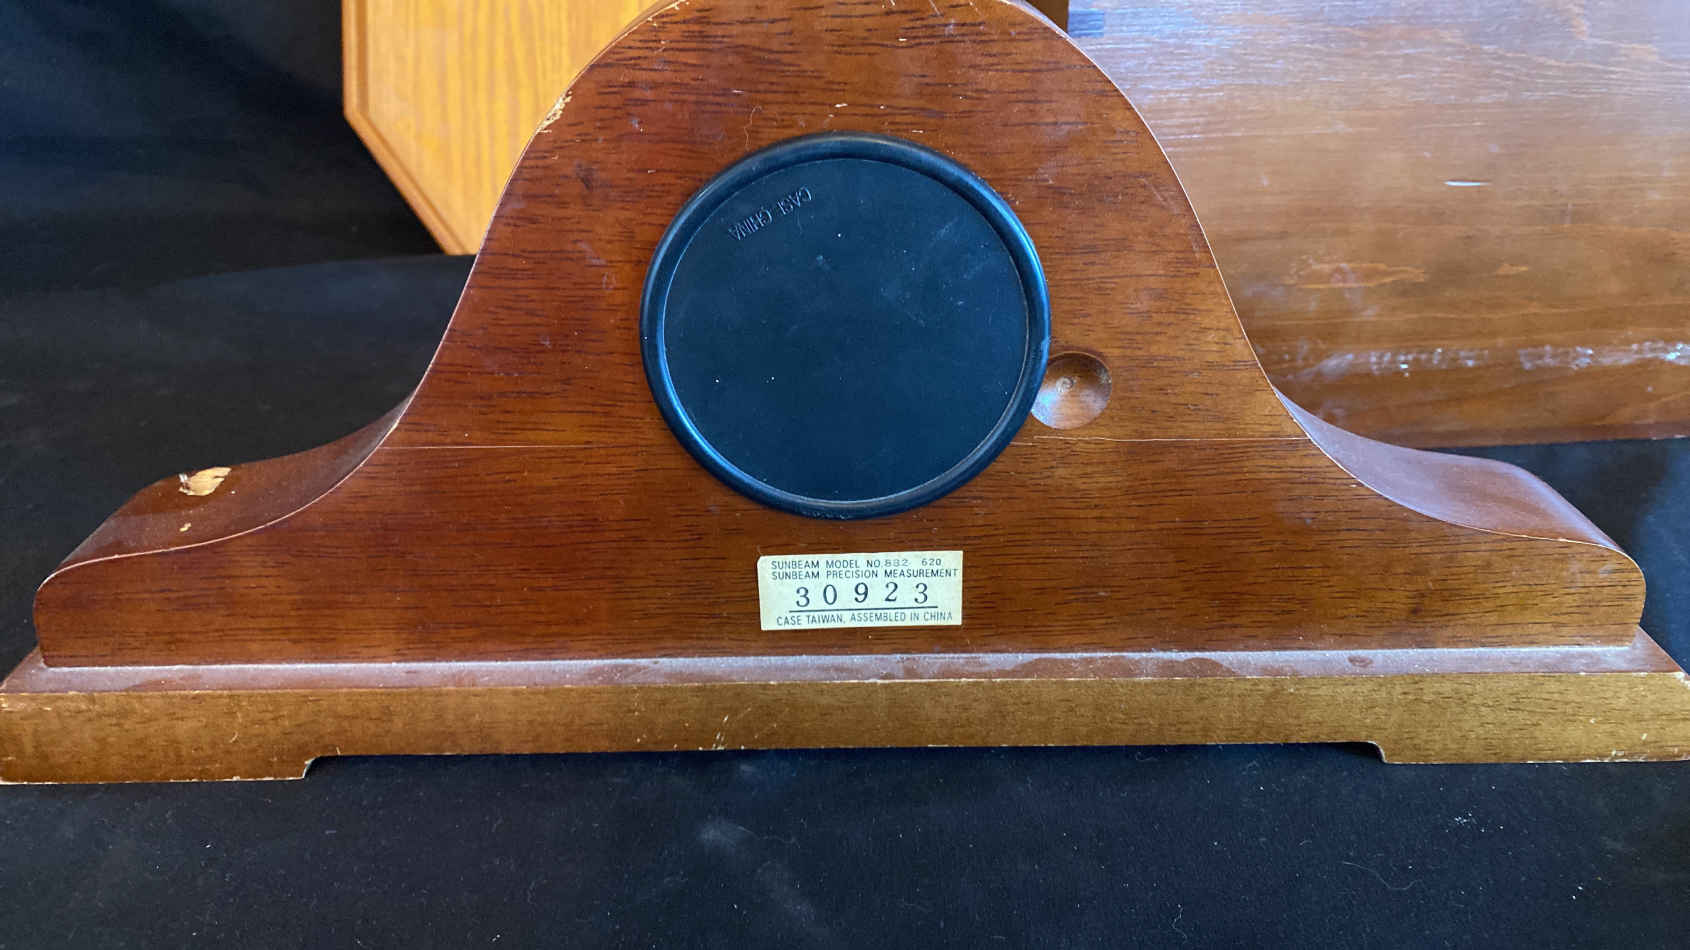 CASE CHINA
SUNBEAM MODEL NO.882 620
SUNBEAM PRECISION MEASUREMENT
30923
CASE TAIWAN, ASSEMBLED IN CHINA